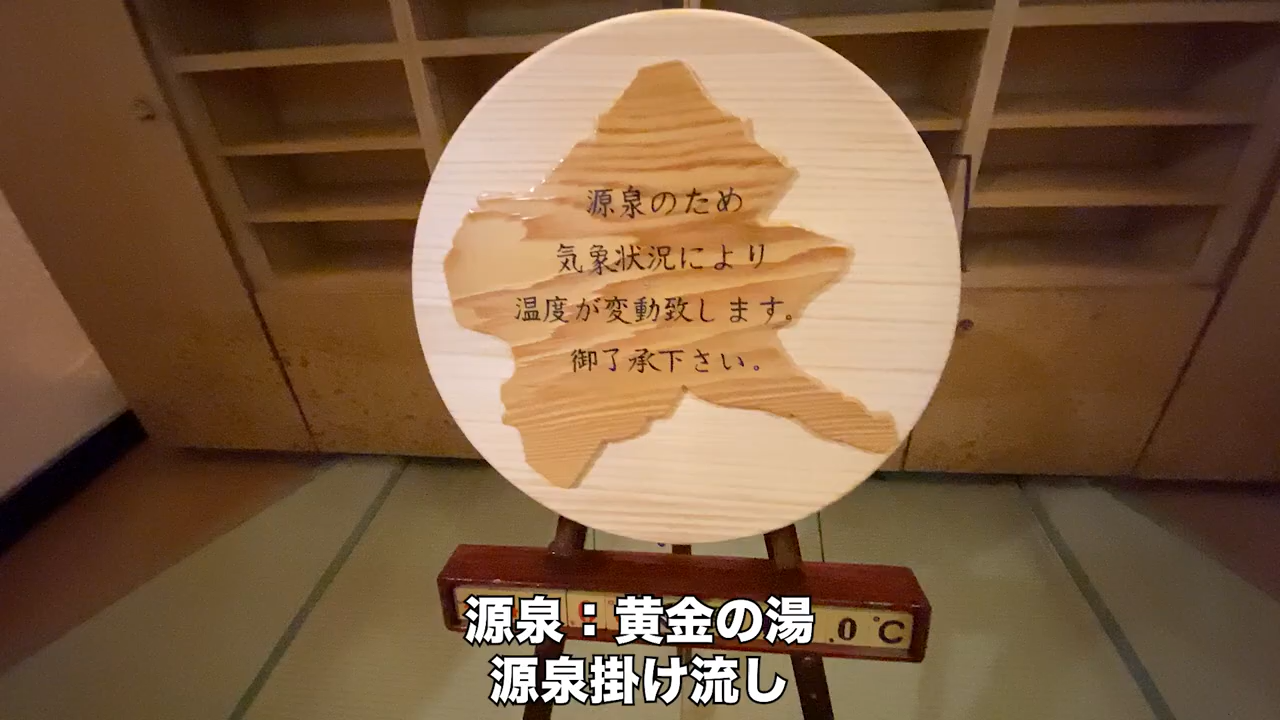 源泉のため
気象状況により
温度が変動致します。
御了承下さい。
.0 ℃
源泉：黄金の湯
源泉掛け流し